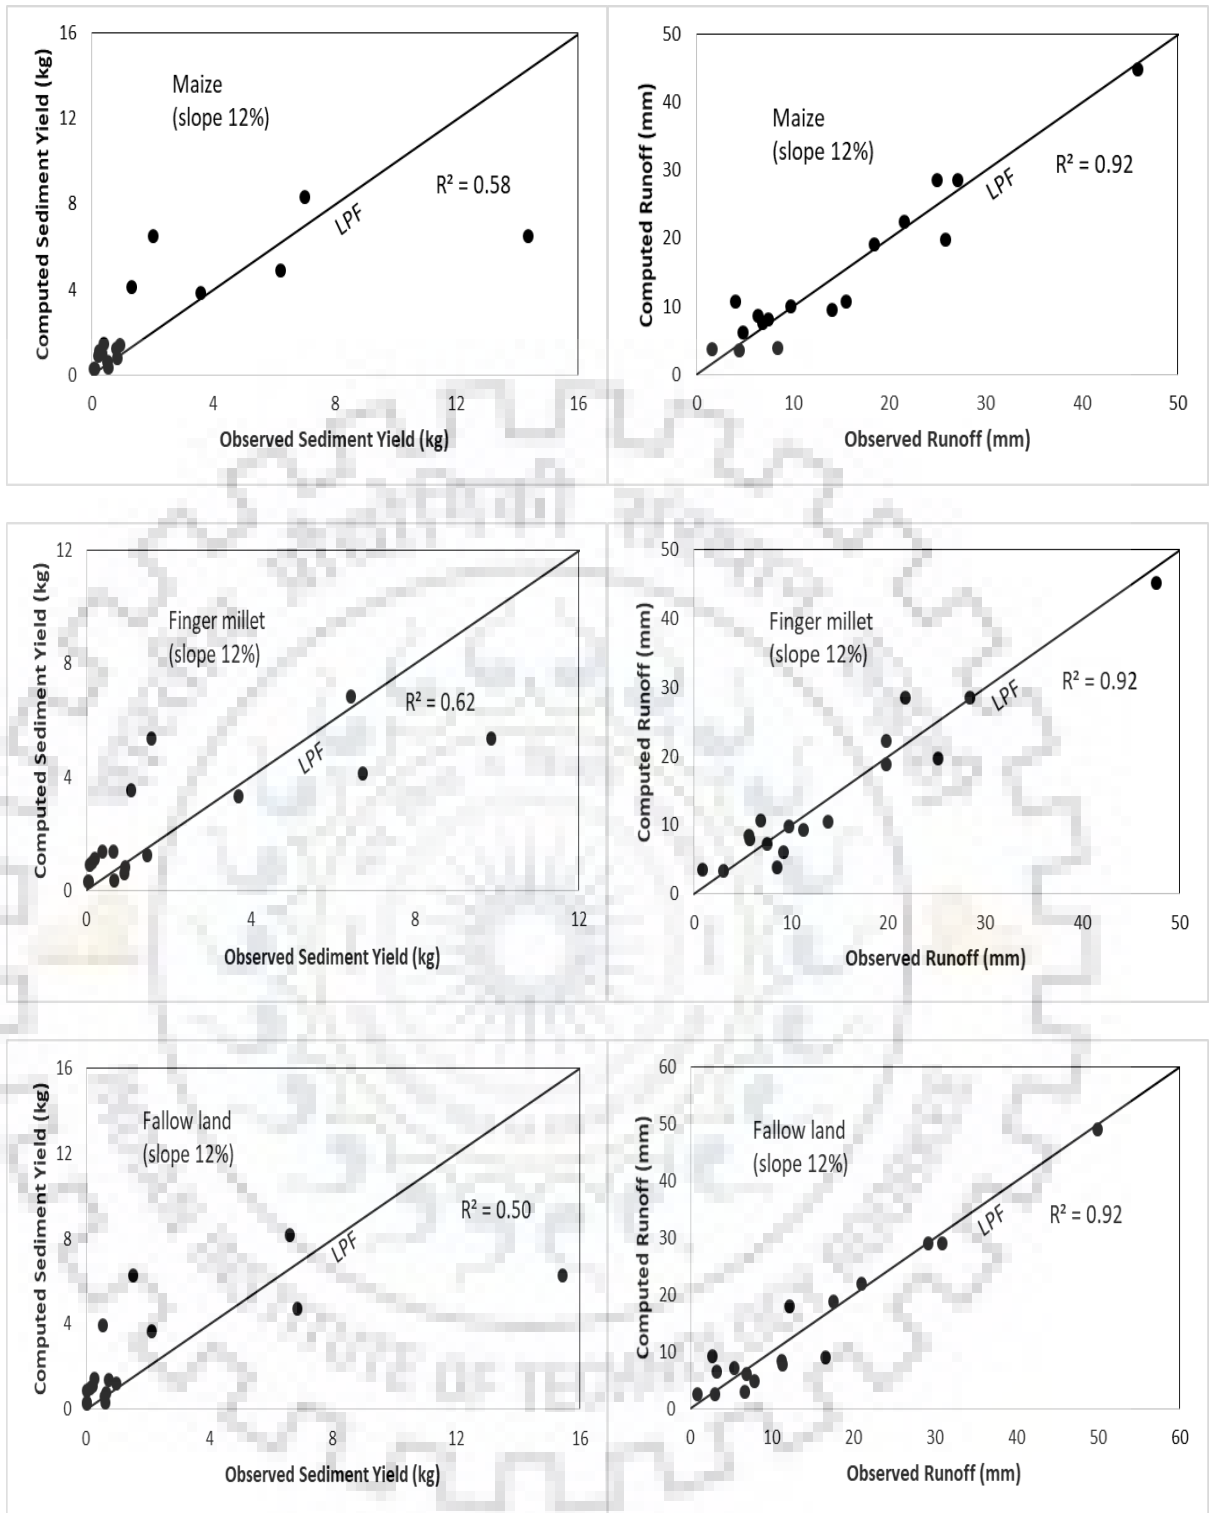 16
12
8
4
0
0 4 8 12 16
Computed Sediment Yield (kg)
Observed Sediment Yield (kg)
Maize
(slope 12%)
R² = 0.58
LPF
50
40
30
20
10
0
0 10 20 30 40 50
Computed Runoff (mm)
Observed Runoff (mm)
Maize
(slope 12%)
R² = 0.92
LPF
12
8
4
0
0 4 8 12
Computed Sediment Yield (kg)
Observed Sediment Yield (kg)
Finger millet
(slope 12%)
R² = 0.62
LPF
50
40
30
20
10
0
0 10 20 30 40 50
Computed Runoff (mm)
Observed Runoff (mm)
Finger millet
(slope 12%)
R² = 0.92
LPF
16
12
8
4
0
0 4 8 12 16
Computed Sediment Yield (kg)
Observed Sediment Yield (kg)
Fallow land
(slope 12%)
R² = 0.50
LPF
60
50
40
30
20
10
0
0 10 20 30 40 50 60
Computed Runoff (mm)
Observed Runoff (mm)
Fallow land
(slope 12%)
R² = 0.92
LPF